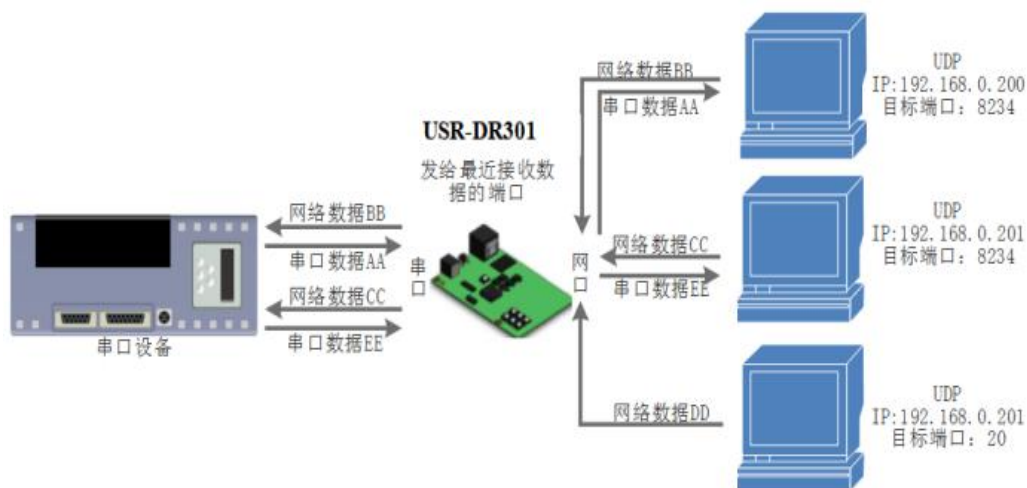 网络数据BB
串口数据AA
UDP
IP:192.168.0.200
目标端口: 8234
USR-DR301
发给最近接收数
据的端口
网络数据BB
串口数据AA
网络数据CC
串口数据EE
串口设备
串
口
网
口
网络数据CC
串口数据EE
UDP
IP:192.168.0.201
目标端口: 8234
网络数据DD
UDP
IP:192.168.0.201
目标端口: 20